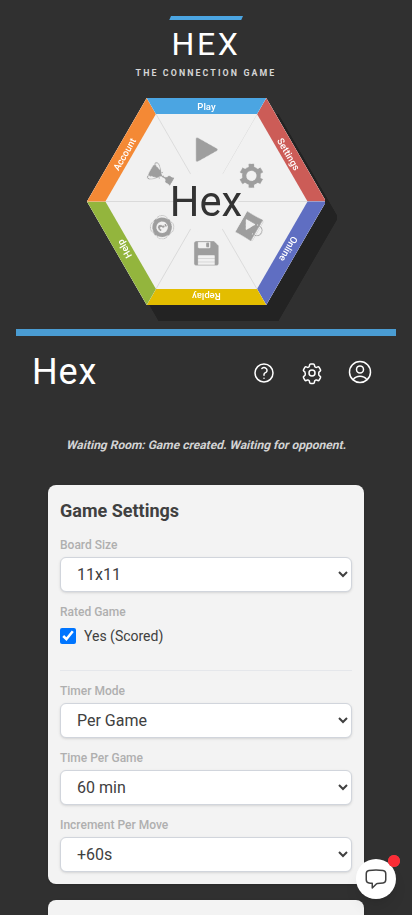 HEX
THE CONNECTION GAME
Play
Account
Settings
Hex
Help
Online
Replay
Hex
Waiting Room: Game created. Waiting for opponent.
Game Settings
Board Size
11x11
Rated Game
Yes (Scored)
Timer Mode
Per Game
Time Per Game
60 min
Increment Per Move
+60s